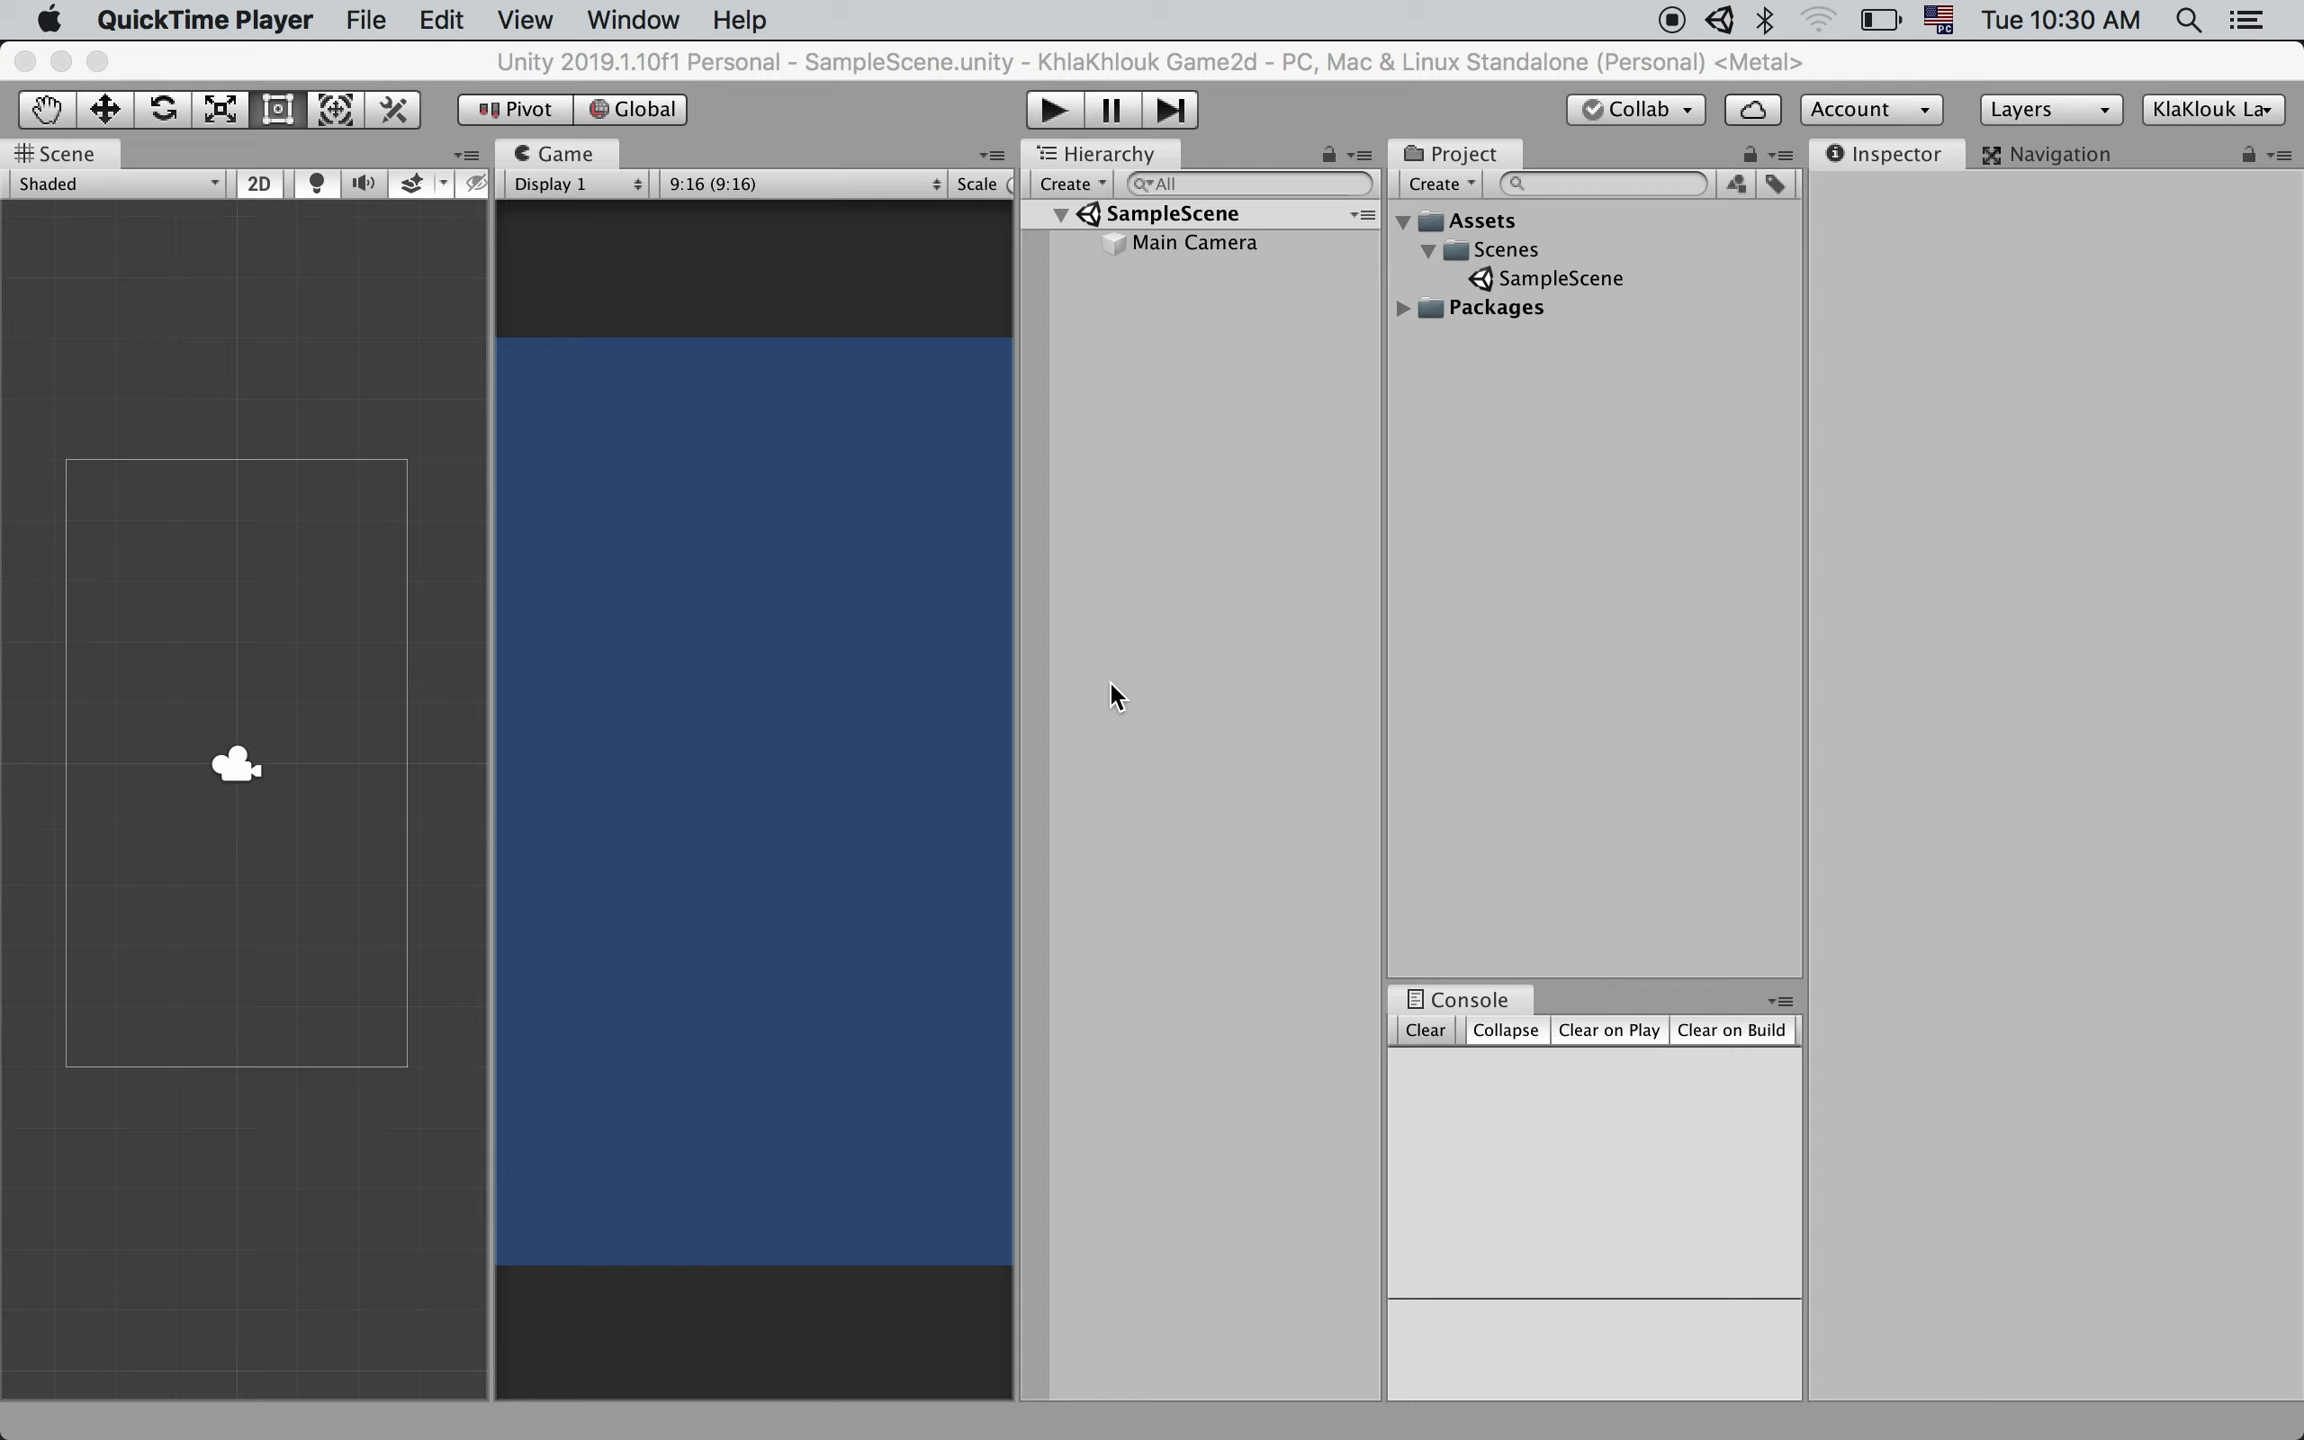 QuickTime Player File Edit View Window Help Tue 10:30 AM
Unity 2019.1.10f1 Personal - SampleScene.unity - KhlaKhlouk Game2d - PC, Mac & Linux Standalone (Personal) <Metal>
Pivot Global Collab Account Layers KlaKlouk La
Scene Game Hierarchy Project Inspector Navigation
Shaded 2D Display 1 9:16 (9:16) Scale Create All Create
SampleScene
Main Camera
Assets
Scenes
SampleScene
Packages
Console
Clear Collapse Clear on Play Clear on Build